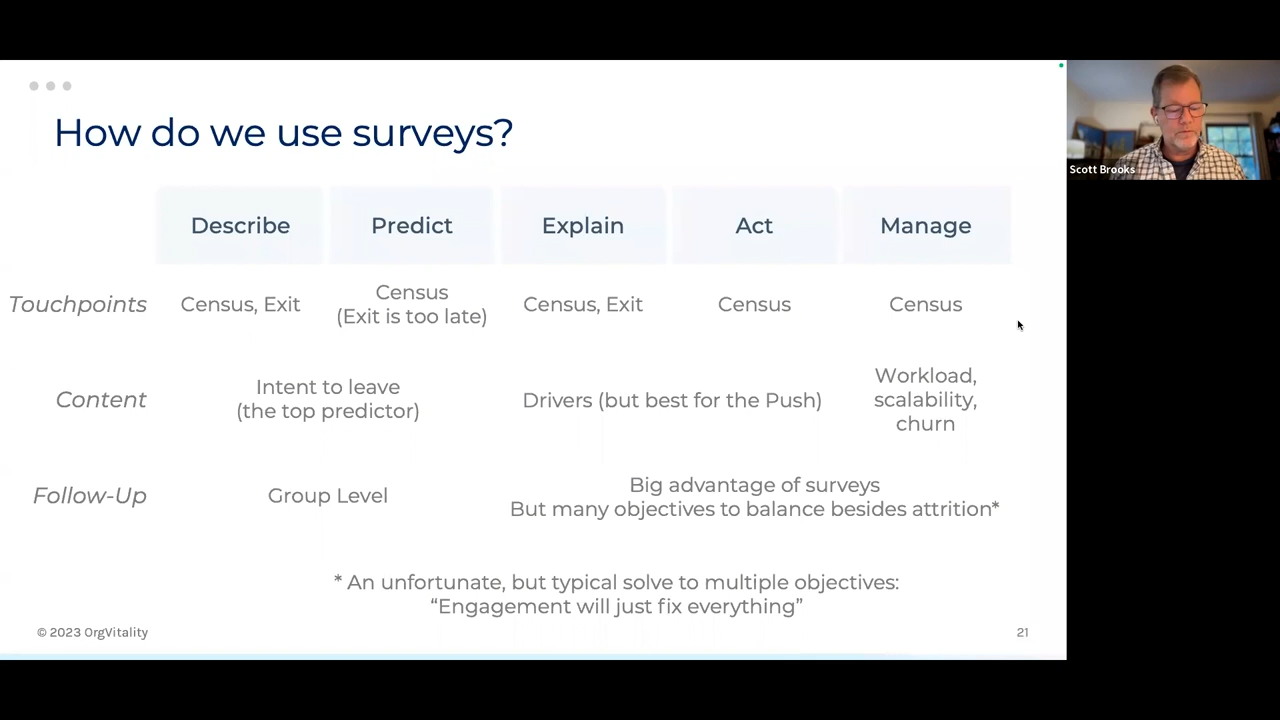 How do we use surveys?
Scott Brooks
Describe
Predict
Explain
Act
Manage
Touchpoints
Census, Exit
Census
(Exit is too late)
Census, Exit
Census
Census
Content
Intent to leave
(the top predictor)
Drivers (but best for the Push)
Workload,
scalability,
churn
Follow-Up
Group Level
Big advantage of surveys
But many objectives to balance besides attrition*
* An unfortunate, but typical solve to multiple objectives:
“Engagement will just fix everything”
© 2023 OrgVitality
21